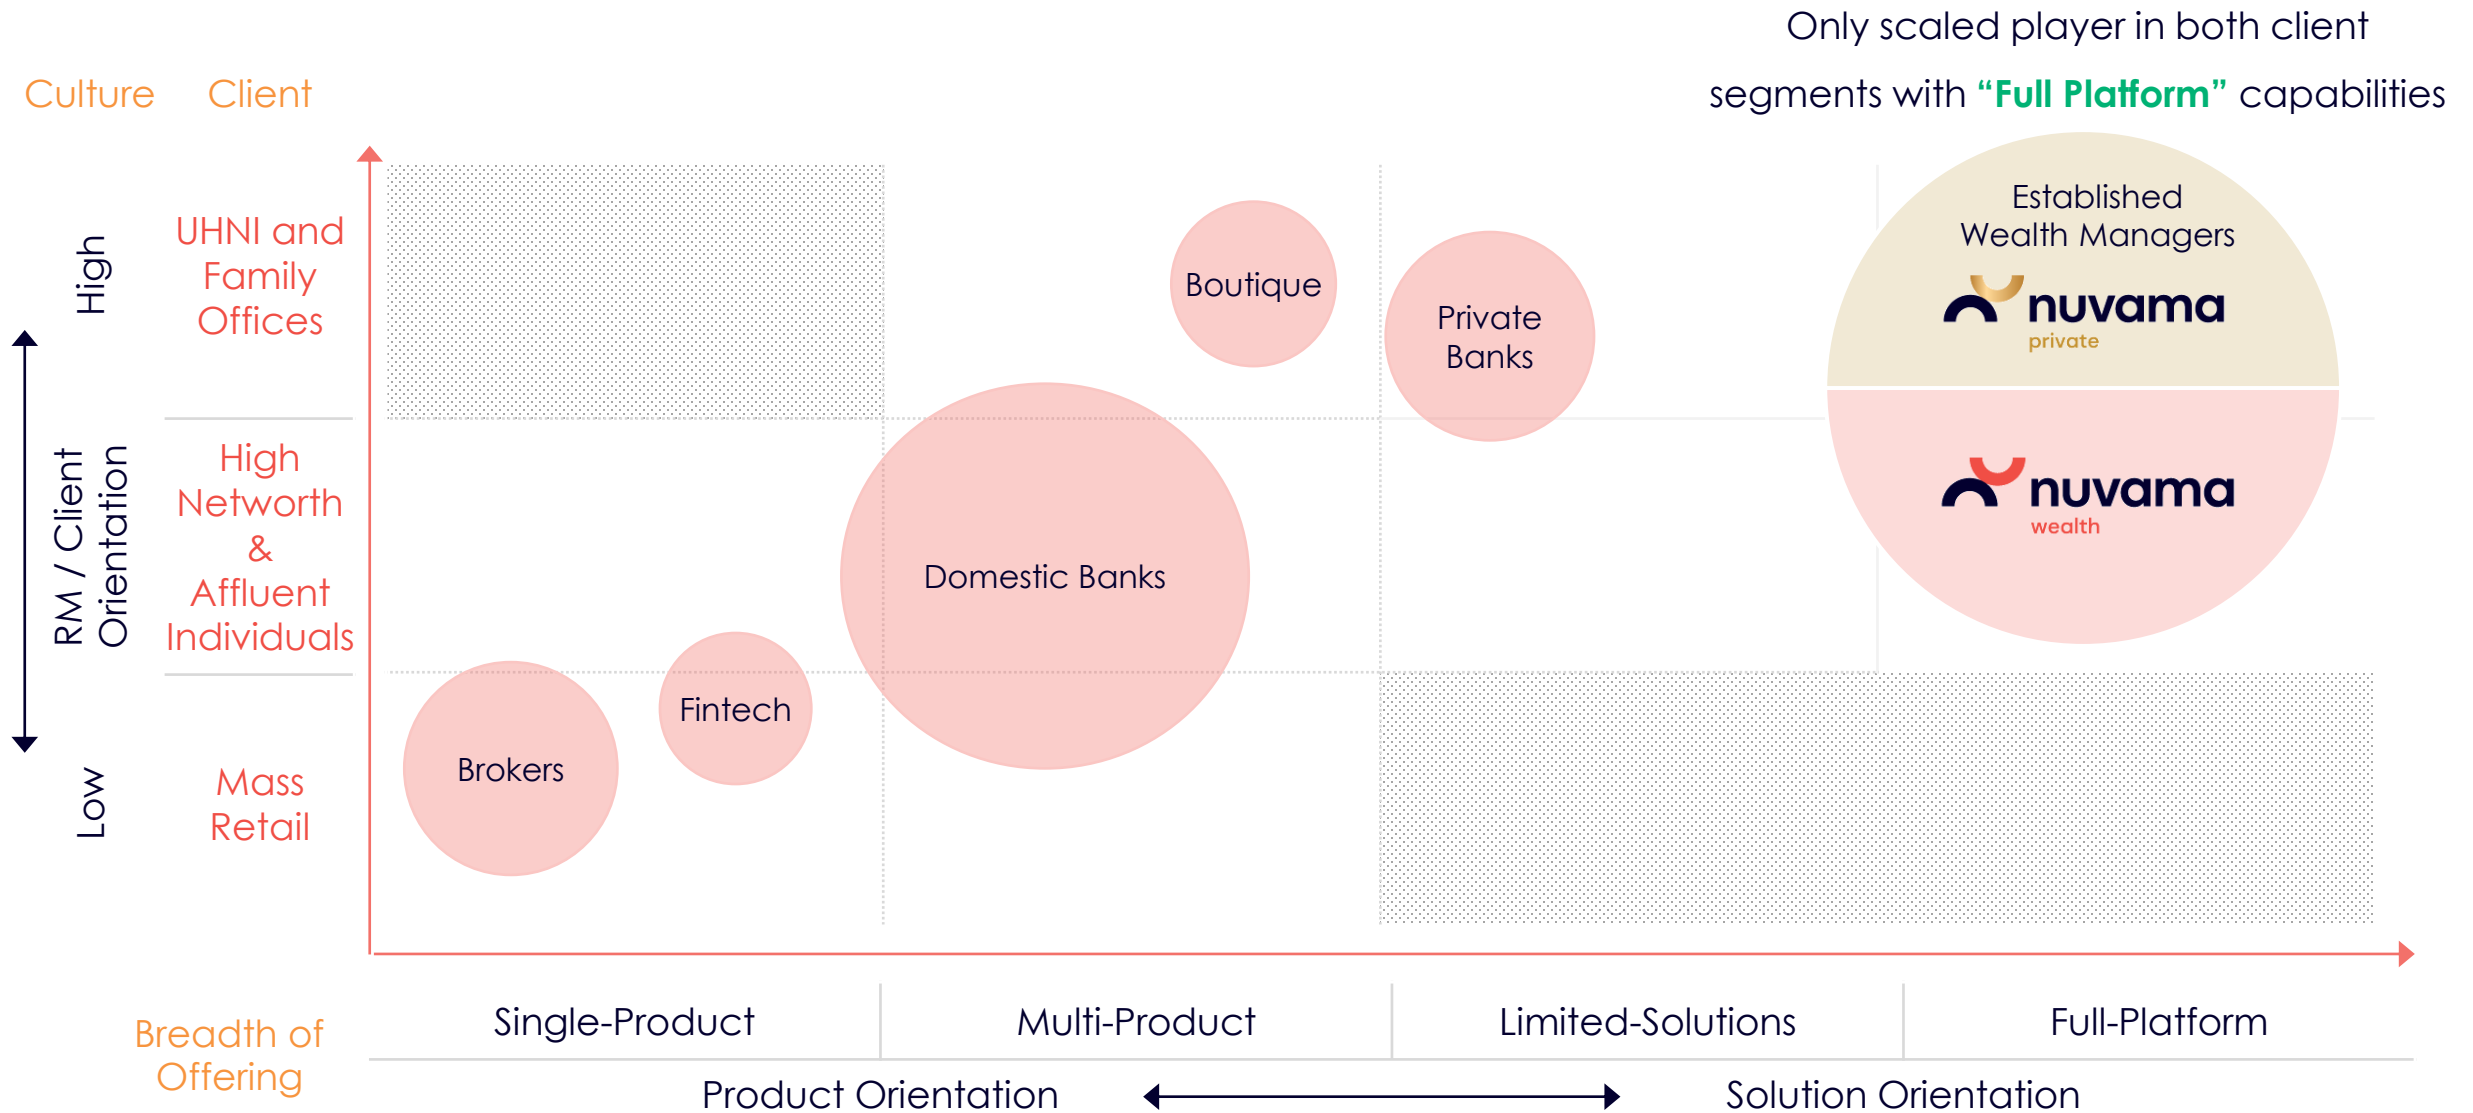 Only scaled player in both client
segments with “Full Platform” capabilities
Culture
Client
High
RM / Client
Orientation
Low
UHNI and
Family
Offices
High
Networth
&
Affluent
Individuals
Mass
Retail
Boutique
Private
Banks
Established
Wealth Managers
nuvama
private
nuvama
wealth
Domestic Banks
Fintech
Brokers
Breadth of
Offering
Single-Product
Multi-Product
Limited-Solutions
Full-Platform
Product Orientation
Solution Orientation